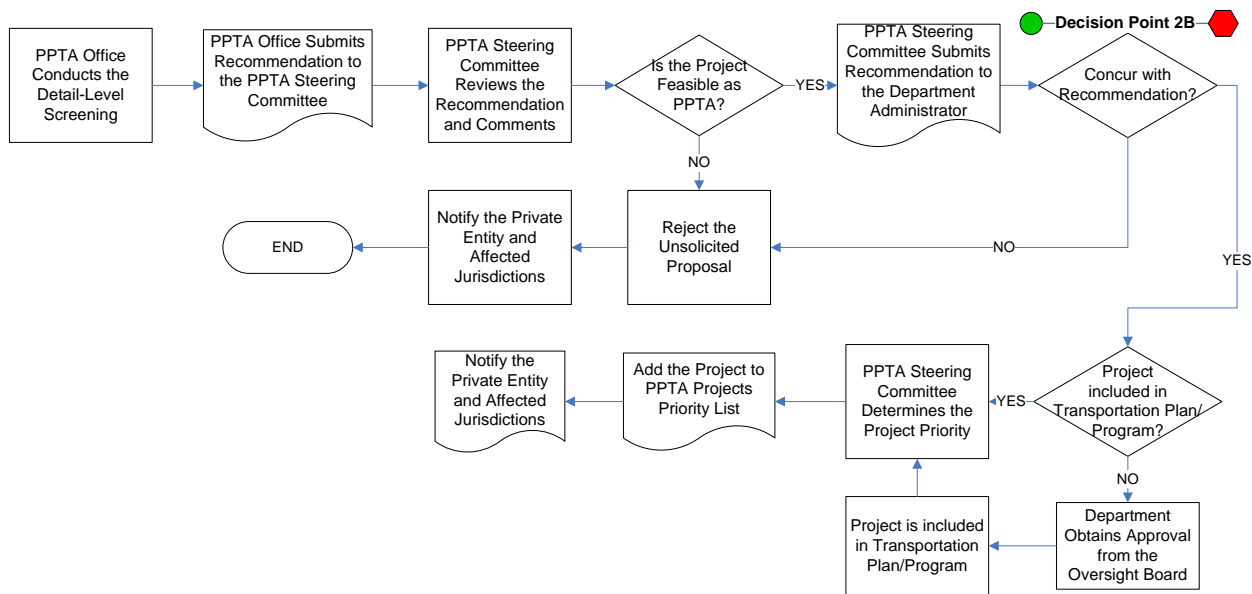 PPTA Office
Conducts the
Detail-Level
Screening
PPTA Office Submits
Recommendation to
the PPTA Steering
Committee
PPTA Steering
Committee
Reviews the
Recommendation
and Comments
Is the Project
Feasible as
PPTA?
YES
PPTA Steering
Committee Submits
Recommendation to
the Department
Administrator
Decision Point 2B
Concur with
Recommendation?
NO
NO
YES
Reject the
Unsolicited
Proposal
Notify the Private
Entity and
Affected
Jurisdictions
END
Project
included in
Transportation Plan/
Program?
YES
PPTA Steering
Committee
Determines the
Project Priority
Add the Project to
PPTA Projects
Priority List
Notify the
Private Entity
and Affected
Jurisdictions
NO
Department
Obtains Approval
from the
Oversight Board
Project is included
in Transportation
Plan/Program